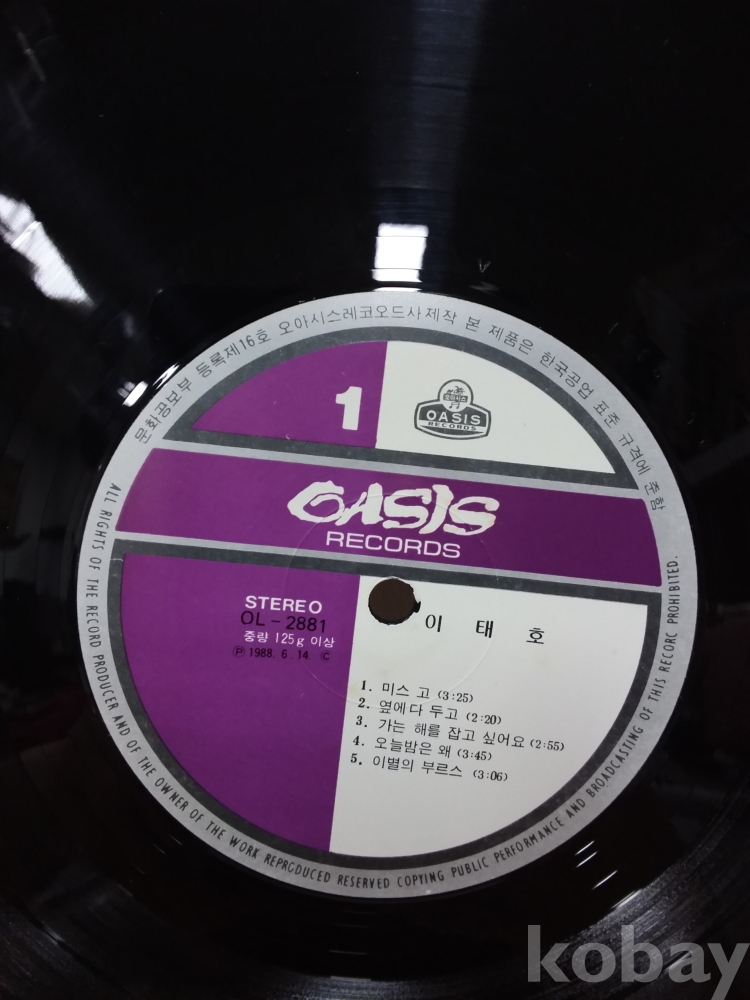 문화공보부 등록제16호 오아시스레코오드사제작 본 제품은 한국공업 표준 규격에 준함
1
오아시스
OASIS
RECORDS
OASIS
RECORDS
STEREO
OL-2881
중량 125g 이상
Ⓟ 1988. 6. 14. ©
이 태 호
1. 미스 고 (3:25)
2. 옆에다 두고 (2:20)
3. 가는 해를 잡고 싶어요 (2:55)
4. 오늘밤은 왜 (3:45)
5. 이별의 부르스 (3:06)
ALL RIGHTS OF THE RECORD PRODUCER AND OF THE OWNER OF THE WORK REPRODUCED RESERVED COPYING PUBLIC PERFORMANCE AND BROADCASTING OF THIS RECORC PROHIBITED.
kobay